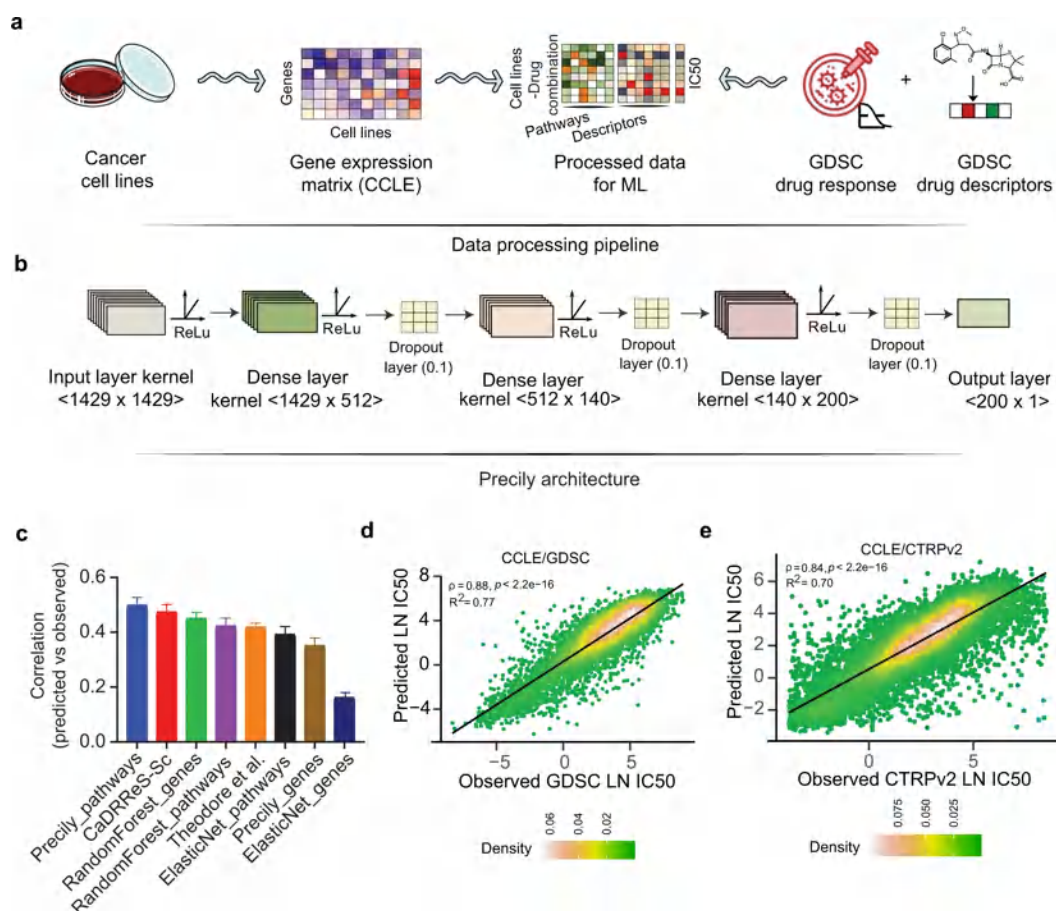 a
Genes
Cell lines
Cell lines
-Drug
combination
Pathways
Descriptors
IC50
+
Cancer
cell lines
Gene expression
matrix (CCLE)
Processed data
for ML
GDSC
drug response
GDSC
drug descriptors
Data processing pipeline
b
ReLu
ReLu
Dropout
layer (0.1)
ReLu
Dropout
layer (0.1)
ReLu
Dropout
layer (0.1)
Input layer kernel
<1429 x 1429>
Dense layer
kernel <1429 x 512>
Dense layer
kernel <512 x 140>
Dense layer
kernel <140 x 200>
Output layer
<200 x 1>
Precily architecture
c
Correlation
(predicted vs observed)
0.6
0.4
0.2
0.0
Precily_pathways
CaDRReS-Sc
RandomForest_genes
RandomForest_pathways
Theodore et al.
ElasticNet_pathways
Precily_genes
ElasticNet_genes
d
CCLE/GDSC
ρ=0.88, p< 2.2e−16
R²=0.77
Predicted LN IC50
8
4
0
−4
−5
0
5
Observed GDSC LN IC50
0.06
0.04
0.02
Density
e
CCLE/CTRPv2
ρ=0.84, p< 2.2e−16
R²=0.70
Predicted LN IC50
6
4
2
0
−2
0
5
Observed CTRPv2 LN IC50
0.075
0.050
0.025
Density